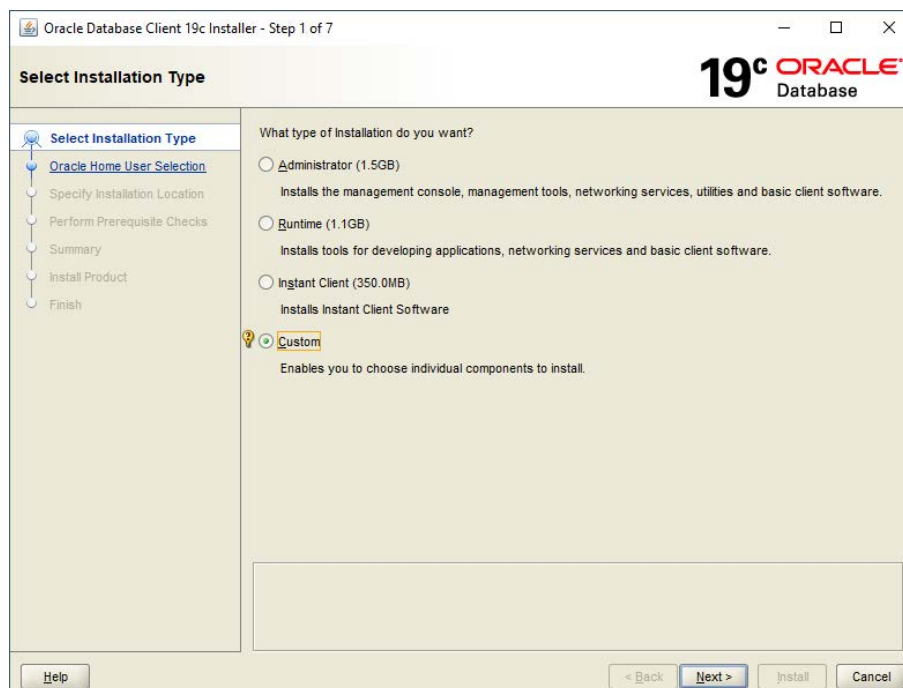 Oracle Database Client 19c Installer - Step 1 of 7
Select Installation Type
19c ORACLE
Database
Select Installation Type
Oracle Home User Selection
Specify Installation Location
Perform Prerequisite Checks
Summary
Install Product
Finish
What type of Installation do you want?
Administrator (1.5GB)
Installs the management console, management tools, networking services, utilities and basic client software.
Runtime (1.1GB)
Installs tools for developing applications, networking services and basic client software.
Instant Client (350.0MB)
Installs Instant Client Software
Custom
Enables you to choose individual components to install.
Help
< Back
Next >
Install
Cancel